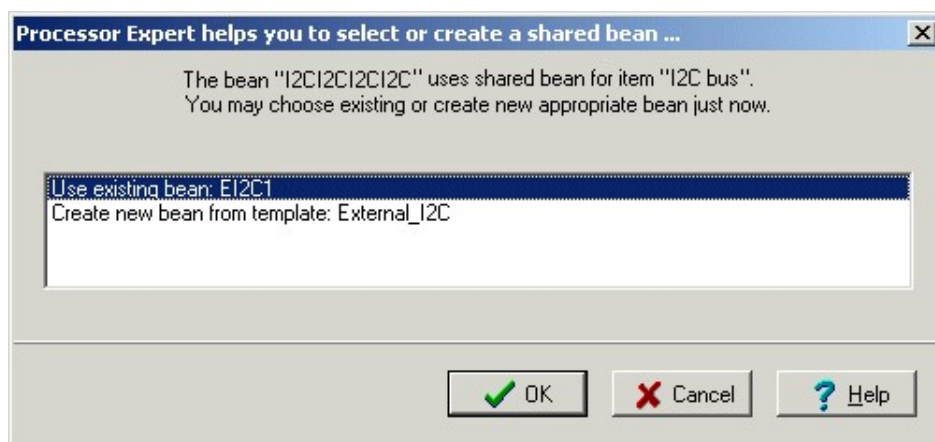 Processor Expert helps you to select or create a shared bean ...
The bean "I2CI2CI2CI2C" uses shared bean for item "I2C bus".
You may choose existing or create new appropriate bean just now.
Use existing bean: EI2C1
Create new bean from template: External_I2C
OK
Cancel
Help